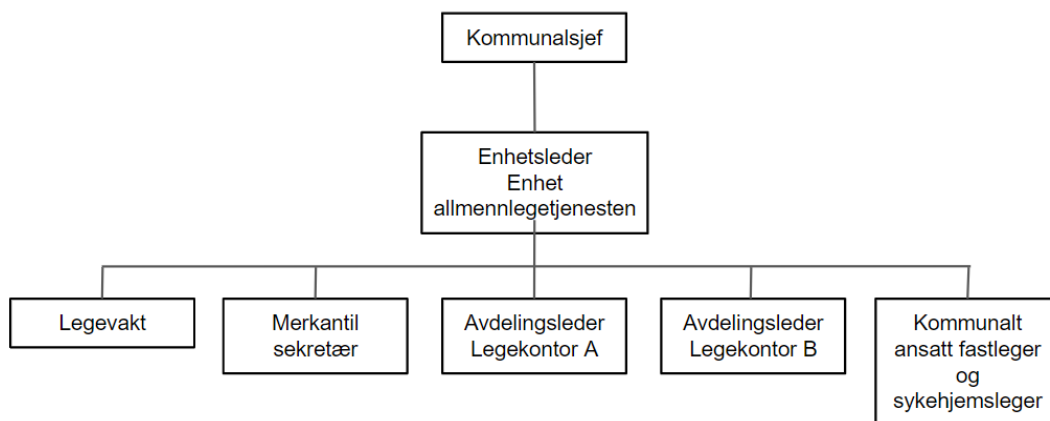 Kommunalsjef
Enhetsleder
Enhet
allmennlegetjenesten
Legevakt
Merkantil
sekretær
Avdelingsleder
Legekontor A
Avdelingsleder
Legekontor B
Kommunalt
ansatt fastleger
og
sykehjemsleger